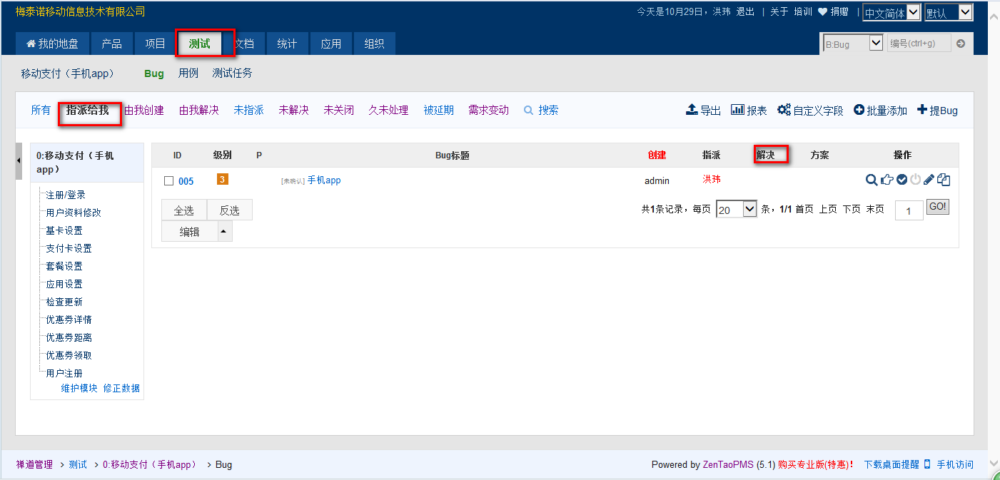 梅泰诺移动信息技术有限公司
今天是10月29日，洪玮 退出 | 关于 培训 捐赠 | 中文简体 默认
我的地盘 产品 项目 测试 文档 统计 应用 组织
B:Bug 编号(ctrl+g)
移动支付（手机app） Bug 用例 测试任务
所有 指派给我 由我创建 由我解决 未指派 未解决 未关闭 久未处理 被延期 需求变动 搜索
导出 报表 自定义字段 批量添加 提Bug
0:移动支付（手机
app）
注册/登录
用户资料修改
基卡设置
支付卡设置
套餐设置
应用设置
检查更新
优惠券详情
优惠券距离
优惠券领取
用户注册
维护模块 修正数据
ID 级别 P Bug标题 创建 指派 解决 方案 操作
005 3 [未确认] 手机app admin 洪玮
全选 反选
编辑
共1条记录，每页 20 条，1/1 首页 上页 下页 末页 1 GO!
禅道管理 › 测试 › 0:移动支付（手机app） › Bug
Powered by ZenTaoPMS (5.1) 购买专业版(特惠)！ 下载桌面提醒 手机访问